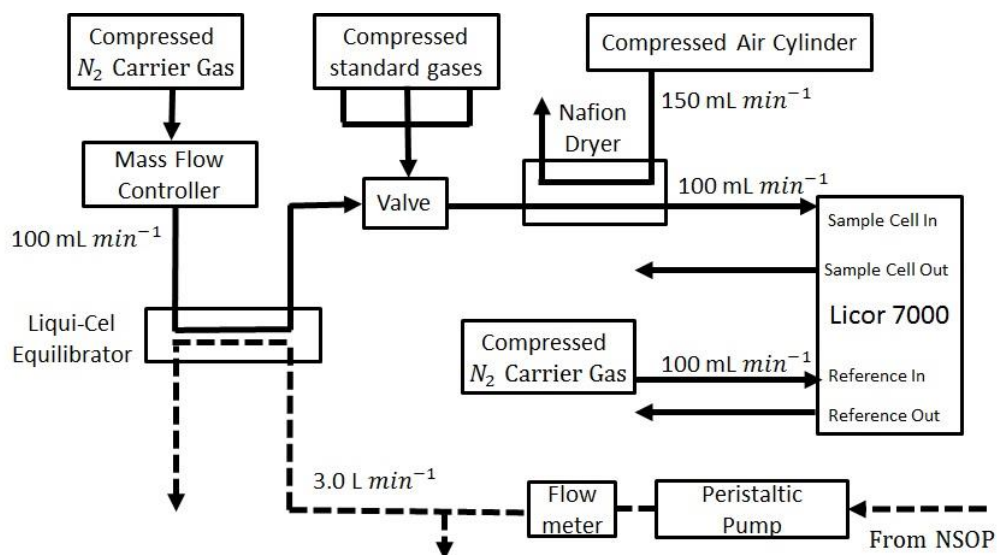 Compressed
N₂ Carrier Gas
Compressed
standard gases
Compressed Air Cylinder
150 mL min⁻¹
Nafion
Dryer
Mass Flow
Controller
Valve
100 mL min⁻¹
100 mL min⁻¹
Sample Cell In
Sample Cell Out
Licor 7000
Liqui-Cel
Equilibrator
Compressed
N₂ Carrier Gas
100 mL min⁻¹
Reference In
Reference Out
3.0 L min⁻¹
Flow
meter
Peristaltic
Pump
From NSOP